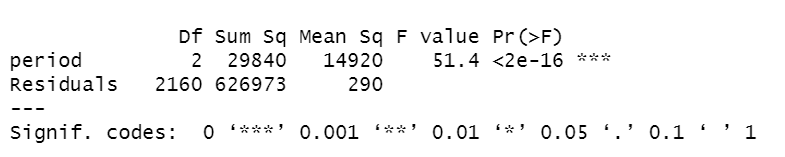 Df Sum Sq Mean Sq F value Pr(>F)
period 2 29840 14920 51.4 <2e-16 ***
Residuals 2160 626973 290
---
Signif. codes: 0 ‘***’ 0.001 ‘**’ 0.01 ‘*’ 0.05 ‘.’ 0.1 ‘ ’ 1